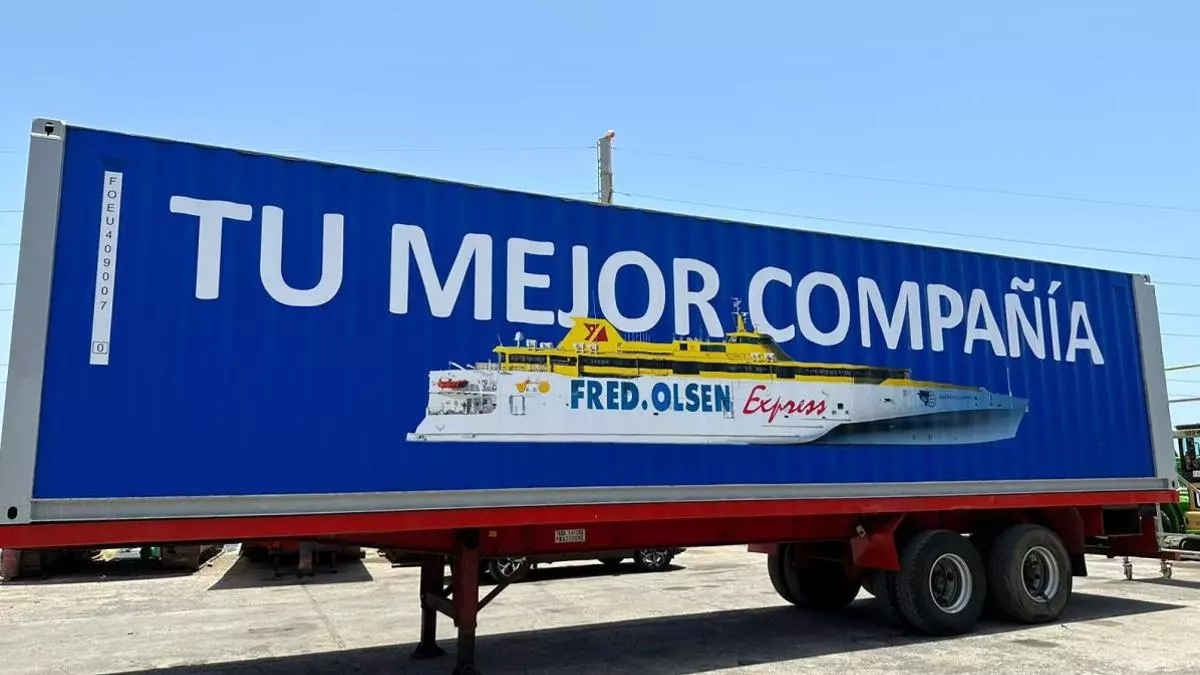 FOEU409007 0
TU MEJOR COMPAÑÍA
FRED.OLSEN Express